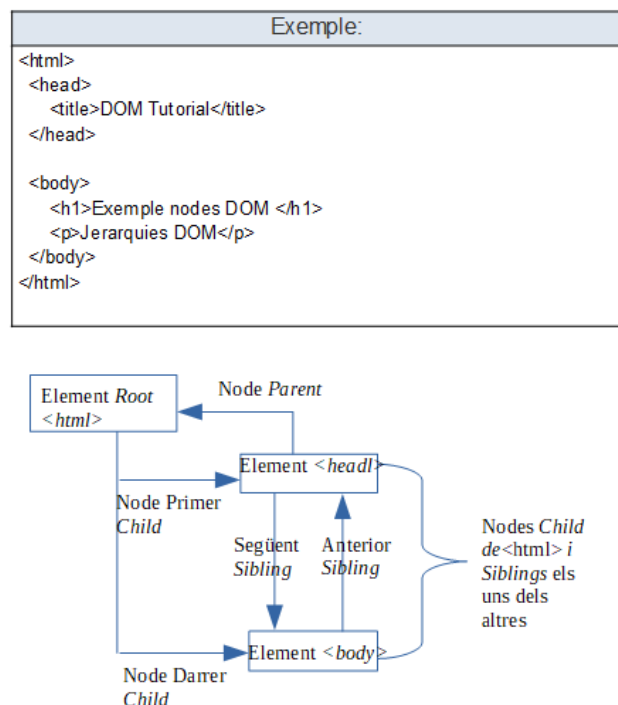 Exemple:
<html>
<head>
<title>DOM Tutorial</title>
</head>
<body>
<h1>Exemple nodes DOM </h1>
<p>Jerarquies DOM</p>
</body>
</html>
Element Root
<html>
Node Parent
Element <headl>
Node Primer
Child
Següent
Sibling
Anterior
Sibling
Nodes Child
de<html> i
Siblings els
uns dels
altres
Element <body>
Node Darrer
Child